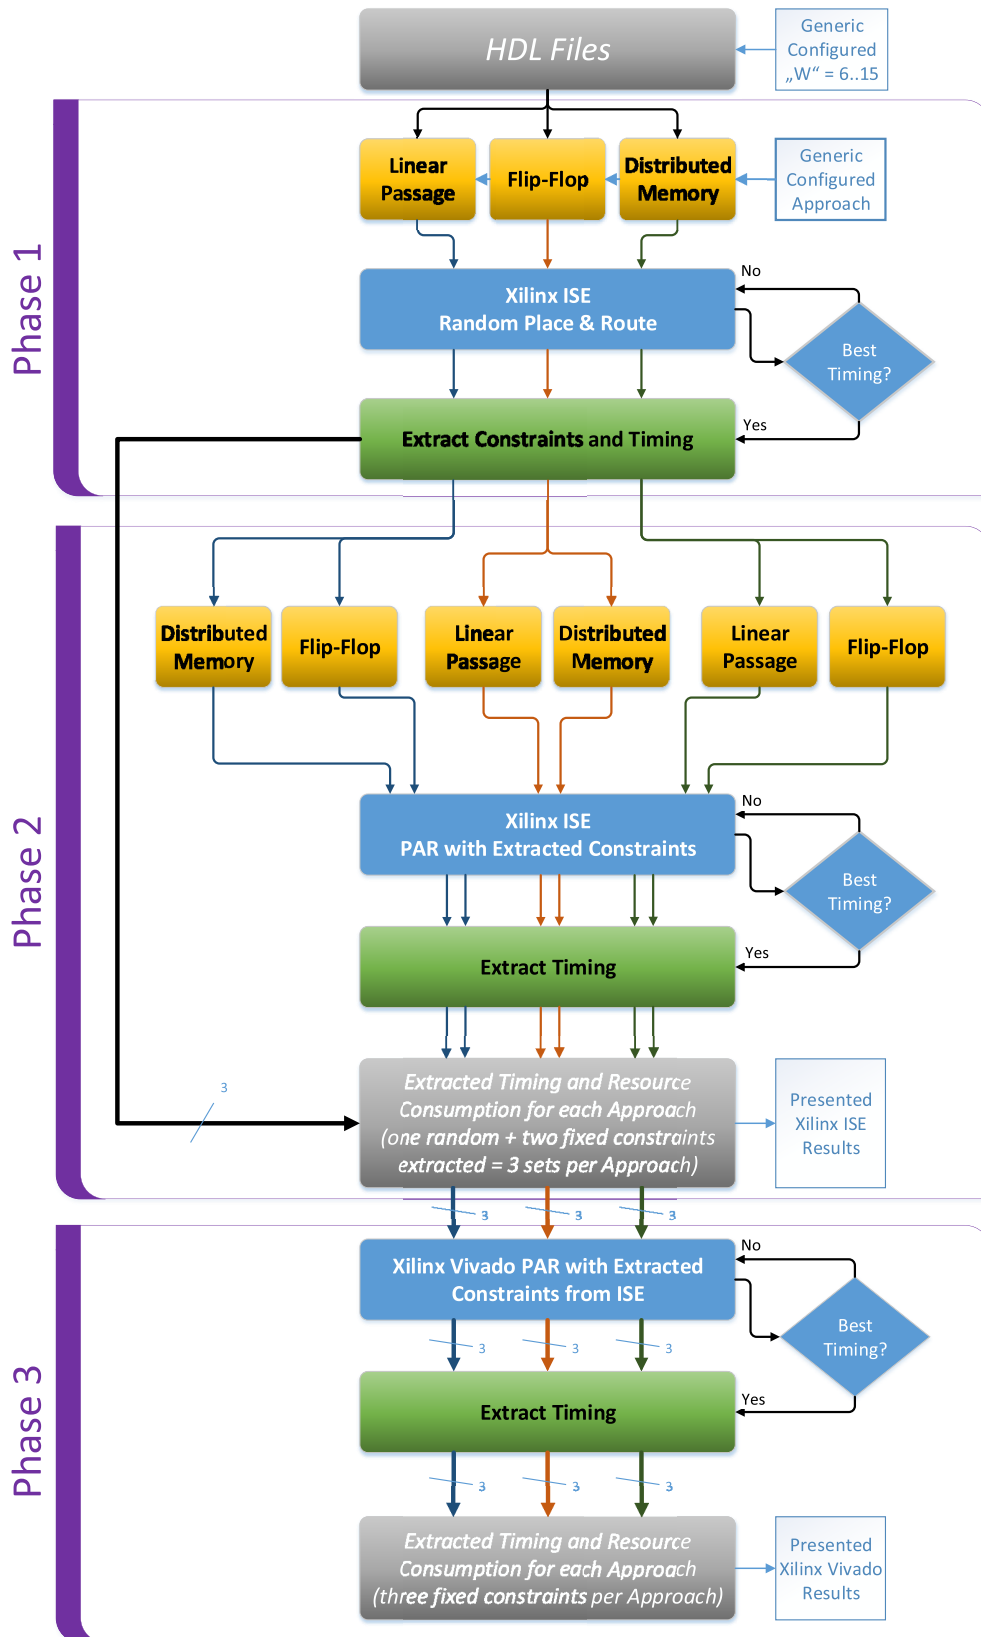 HDL Files
Generic
Configured
„W“ = 6..15
Phase 1
Linear
Passage
Flip-Flop
Distributed
Memory
Generic
Configured
Approach
Xilinx ISE
Random Place & Route
No
Best
Timing?
Yes
Extract Constraints and Timing
Phase 2
Distributed
Memory
Flip-Flop
Linear
Passage
Distributed
Memory
Linear
Passage
Flip-Flop
Xilinx ISE
PAR with Extracted Constraints
No
Best
Timing?
Yes
Extract Timing
3
Extracted Timing and Resource
Consumption for each Approach
(one random + two fixed constraints
extracted = 3 sets per Approach)
Presented
Xilinx ISE
Results
3
3
3
Phase 3
Xilinx Vivado PAR with Extracted
Constraints from ISE
No
Best
Timing?
Yes
3
3
3
Extract Timing
3
3
3
Extracted Timing and Resource
Consumption for each Approach
(three fixed constraints per Approach)
Presented
Xilinx Vivado
Results